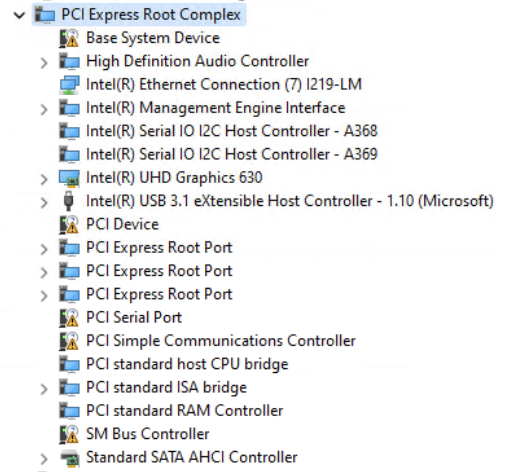 PCI Express Root Complex
Base System Device
High Definition Audio Controller
Intel(R) Ethernet Connection (7) I219-LM
Intel(R) Management Engine Interface
Intel(R) Serial IO I2C Host Controller - A368
Intel(R) Serial IO I2C Host Controller - A369
Intel(R) UHD Graphics 630
Intel(R) USB 3.1 eXtensible Host Controller - 1.10 (Microsoft)
PCI Device
PCI Express Root Port
PCI Express Root Port
PCI Express Root Port
PCI Serial Port
PCI Simple Communications Controller
PCI standard host CPU bridge
PCI standard ISA bridge
PCI standard RAM Controller
SM Bus Controller
Standard SATA AHCI Controller